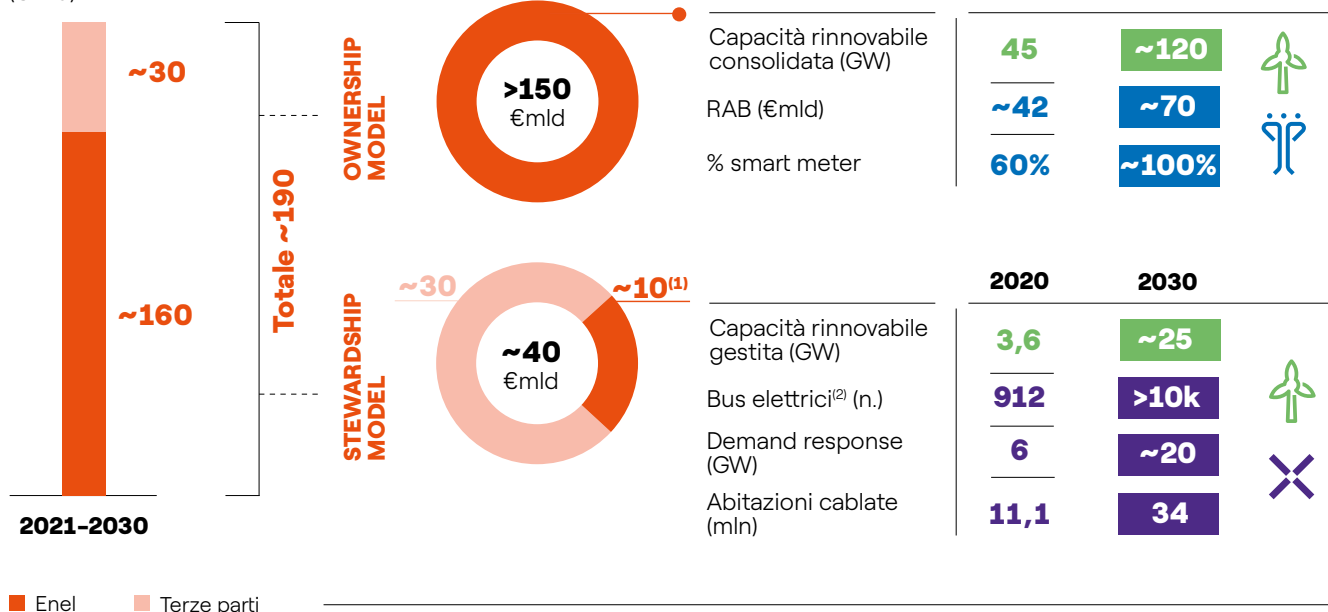 ~30
~160
2021–2030
Totale ~190
OWNERSHIP
MODEL
>150
€mld
Capacità rinnovabile
consolidata (GW)
45
~120
RAB (€mld)
~42
~70
% smart meter
60%
~100%
STEWARDSHIP
MODEL
~30
~10(1)
~40
€mld
2020
2030
Capacità rinnovabile
gestita (GW)
3,6
~25
Bus elettrici(2) (n.)
912
>10k
Demand response
(GW)
6
~20
Abitazioni cablate
(mln)
11,1
34
Enel
Terze parti